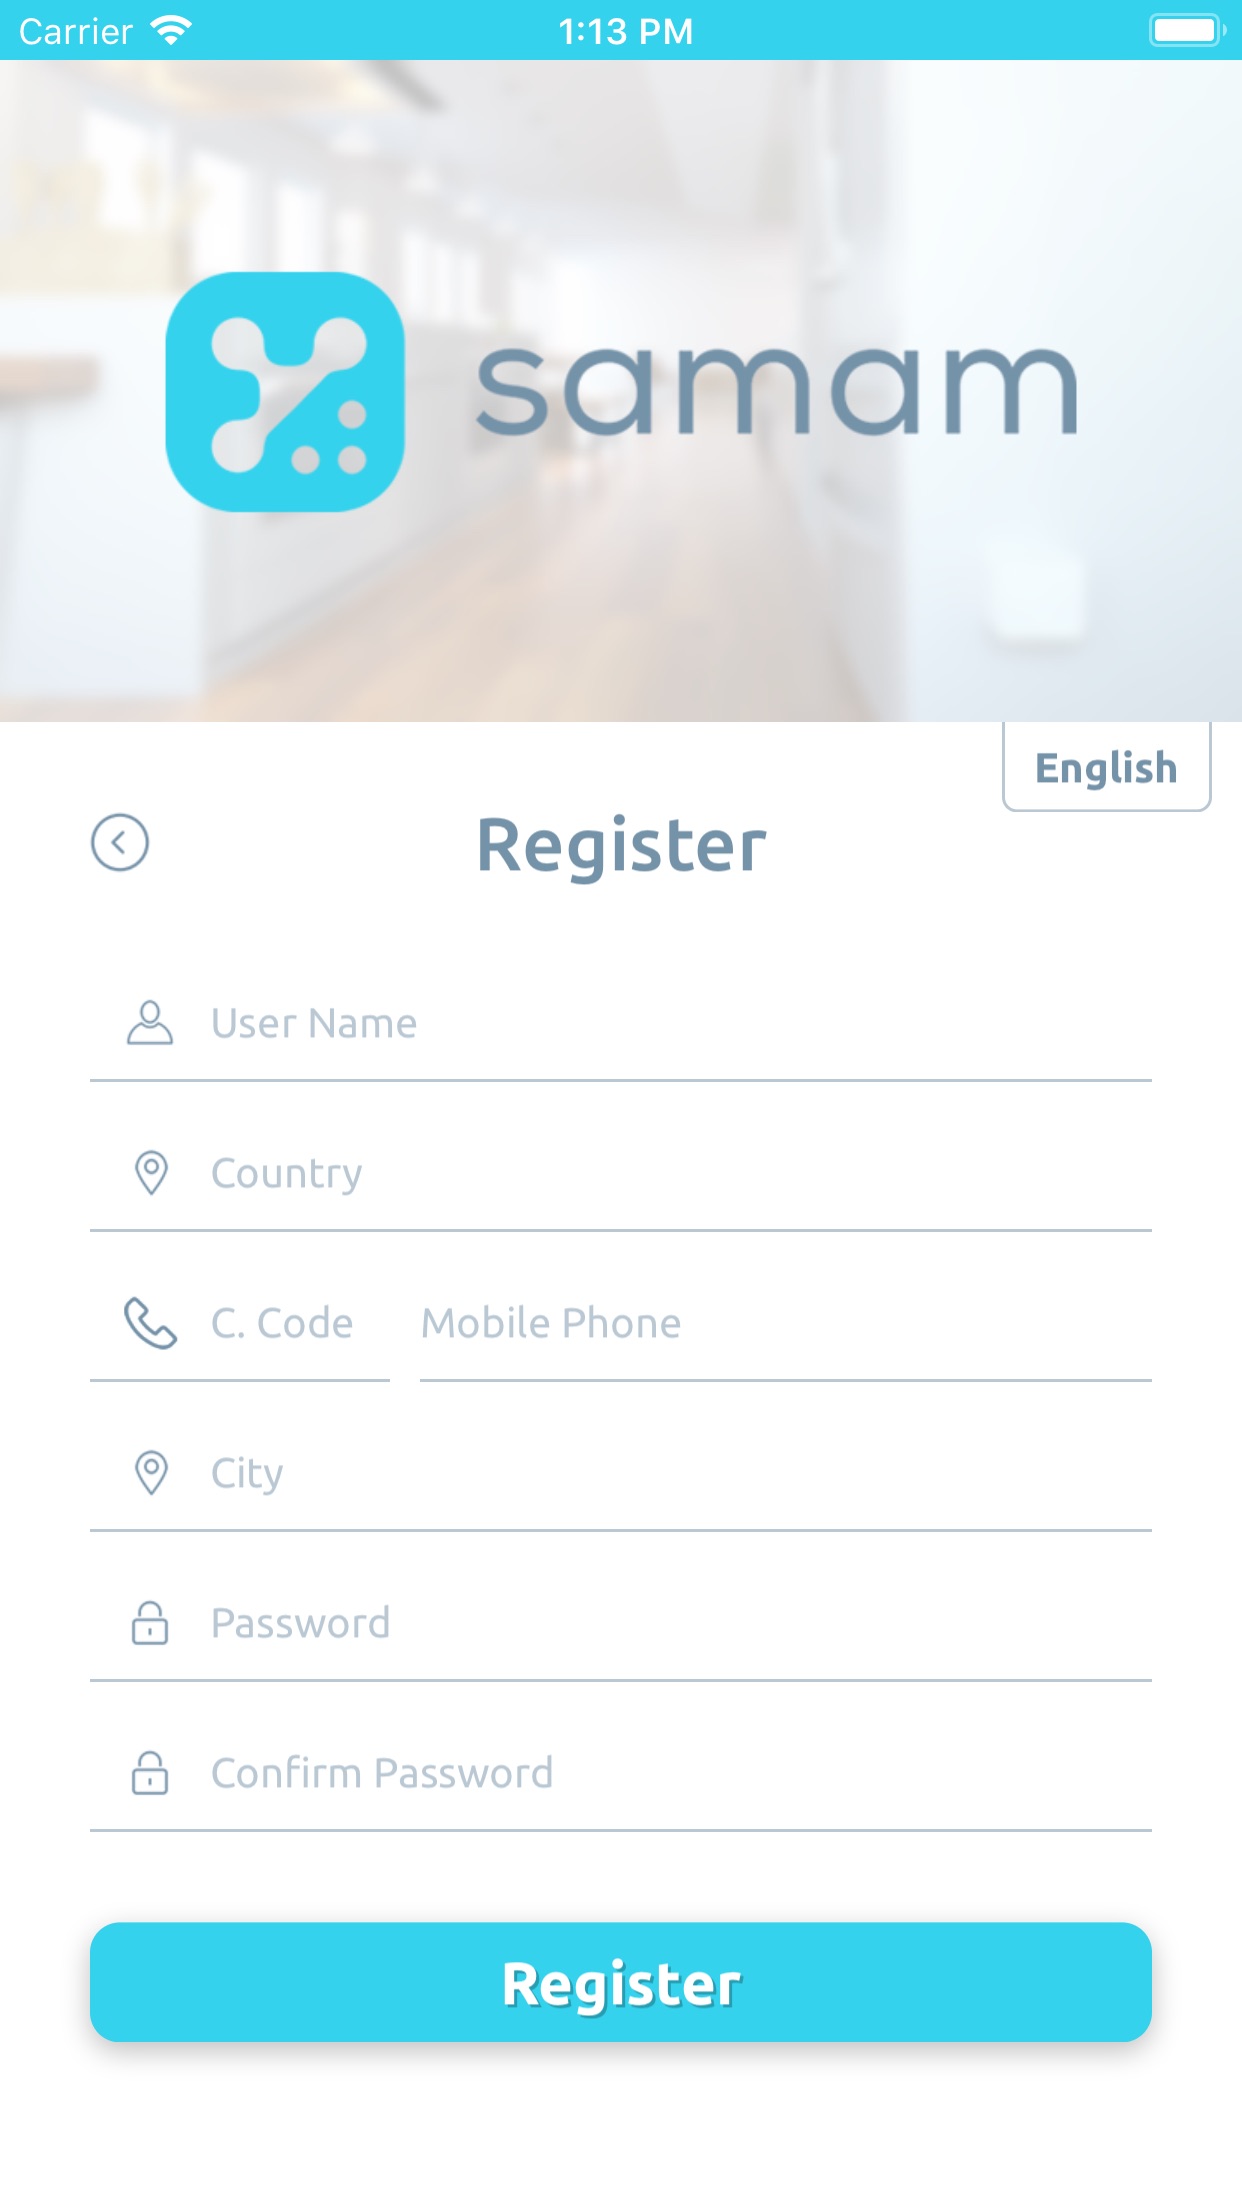 Carrier 1:13 PM
samam
English
Register
User Name
Country
C. Code Mobile Phone
City
Password
Confirm Password
Register